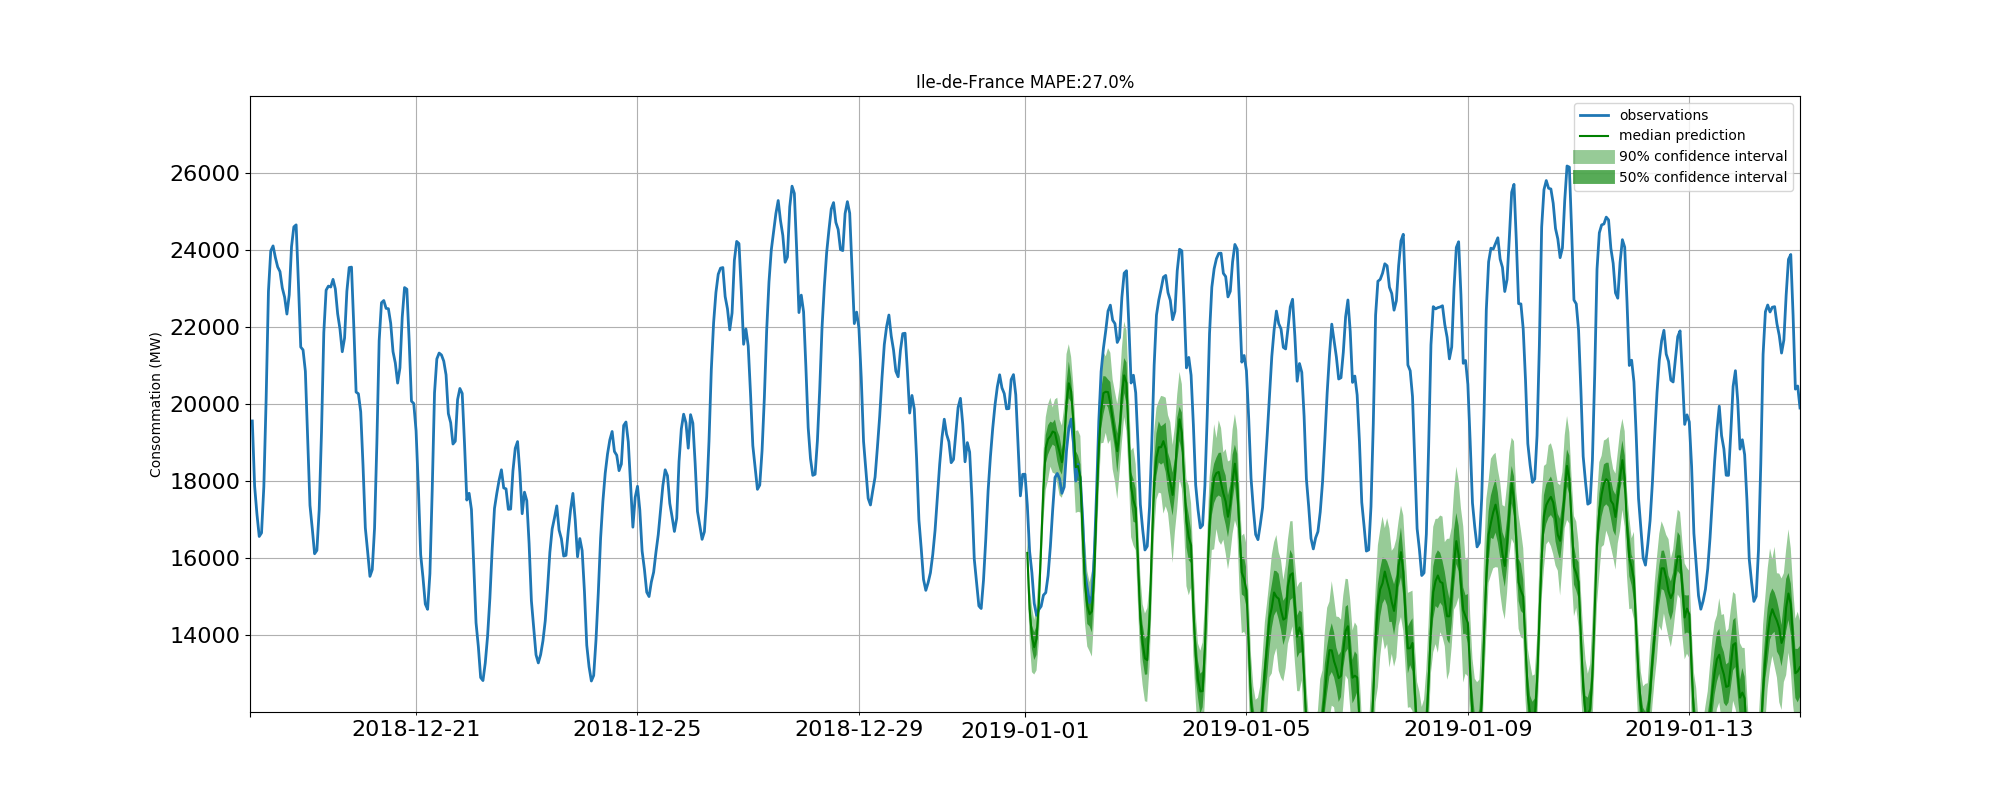 Ile-de-France MAPE:27.0%
observations
median prediction
90% confidence interval
50% confidence interval
Consommation (MW)
26000
24000
22000
20000
18000
16000
14000
2018-12-21 2018-12-25 2018-12-29 2019-01-01 2019-01-05 2019-01-09 2019-01-13